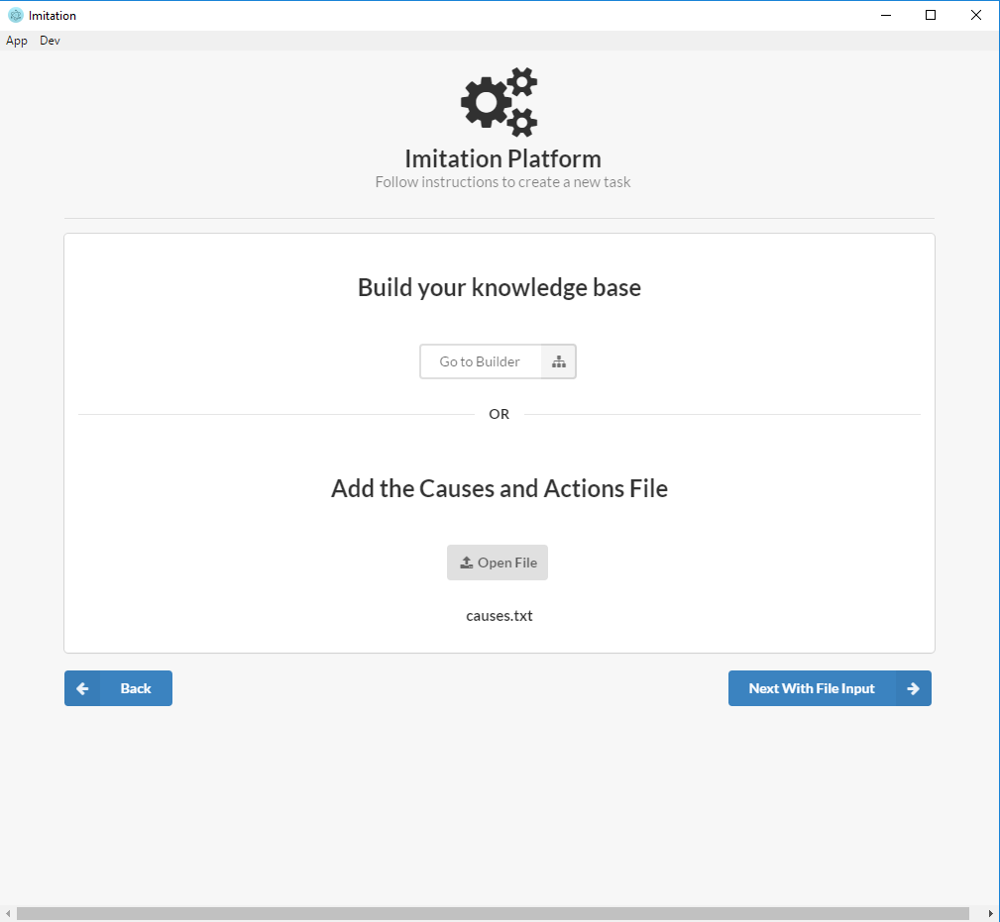 Imitation
App Dev
Imitation Platform
Follow instructions to create a new task
Build your knowledge base
Go to Builder
OR
Add the Causes and Actions File
Open File
causes.txt
Back
Next With File Input